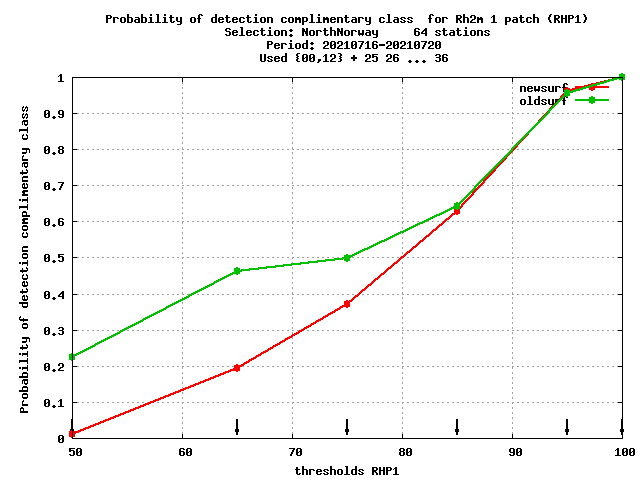 Probability of detection complimentary class  for Rh2m 1 patch (RHP1)
Selection: NorthNorway     64 stations
Period: 20210716-20210720
Used {00,12} + 25 26 ... 36
newsurf
oldsurf
Probability of detection complimentary class
1
0.9
0.8
0.7
0.6
0.5
0.4
0.3
0.2
0.1
0
50 60 70 80 90 100
thresholds RHP1